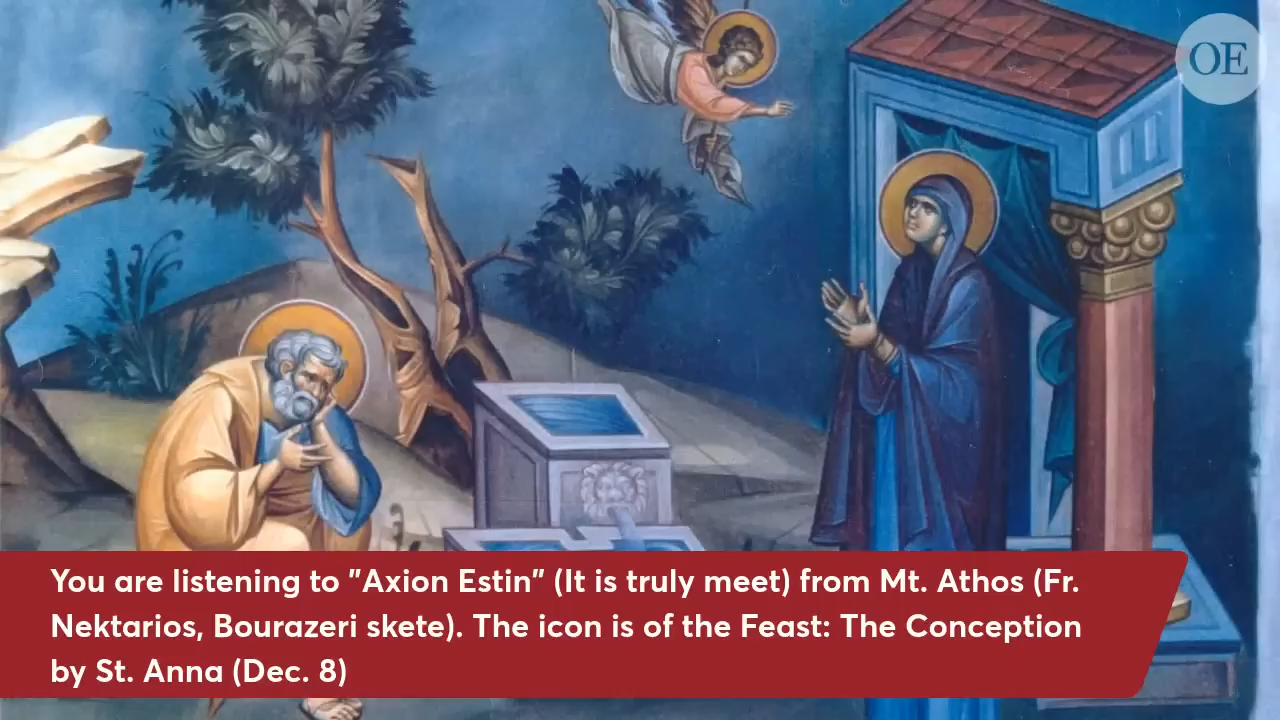 OE
You are listening to "Axion Estin" (It is truly meet) from Mt. Athos (Fr.
Nektarios, Bourazeri skete). The icon is of the Feast: The Conception
by St. Anna (Dec. 8)